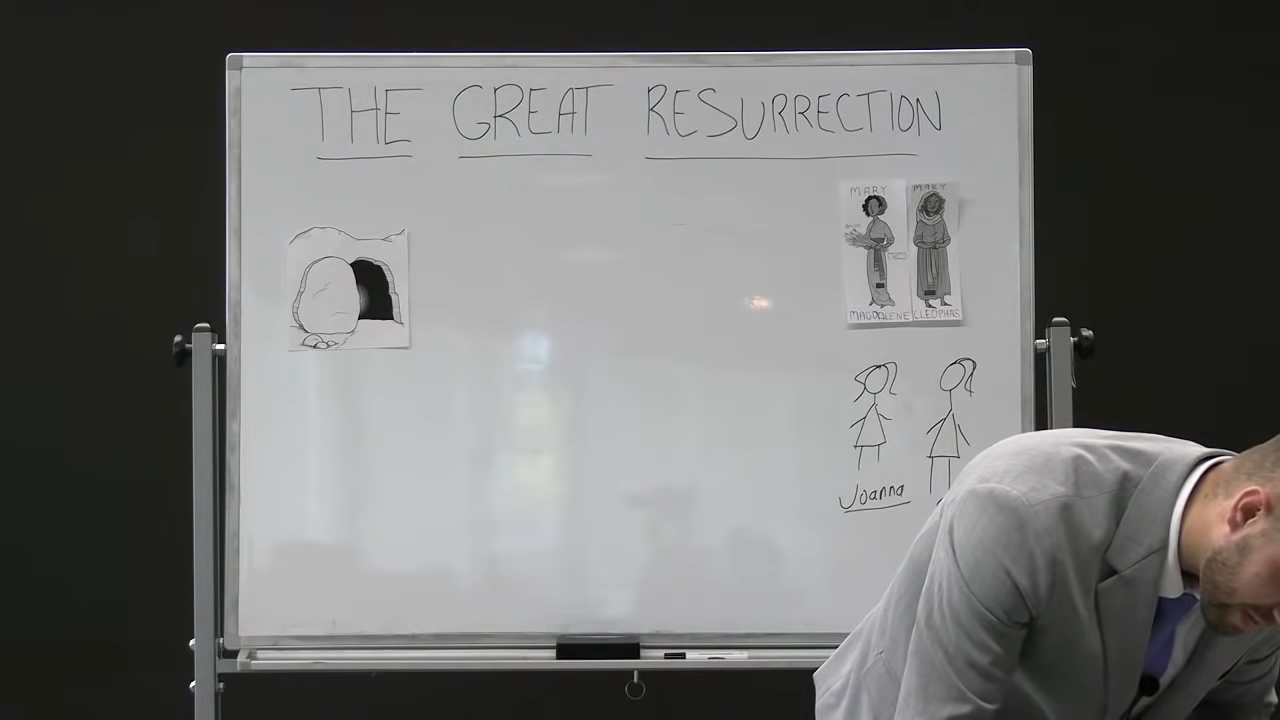 THE GREAT RESURRECTION
MARY MARY
MAGDALENE CLEOPHAS
Joanna